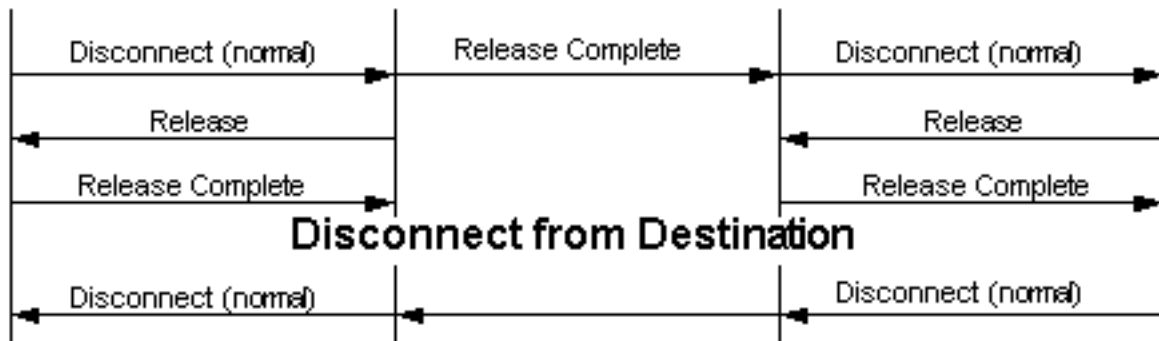 Disconnect (normal) Release Complete Disconnect (normal)
Release Release
Release Complete Release Complete
Disconnect from Destination
Disconnect (normal) Disconnect (normal)